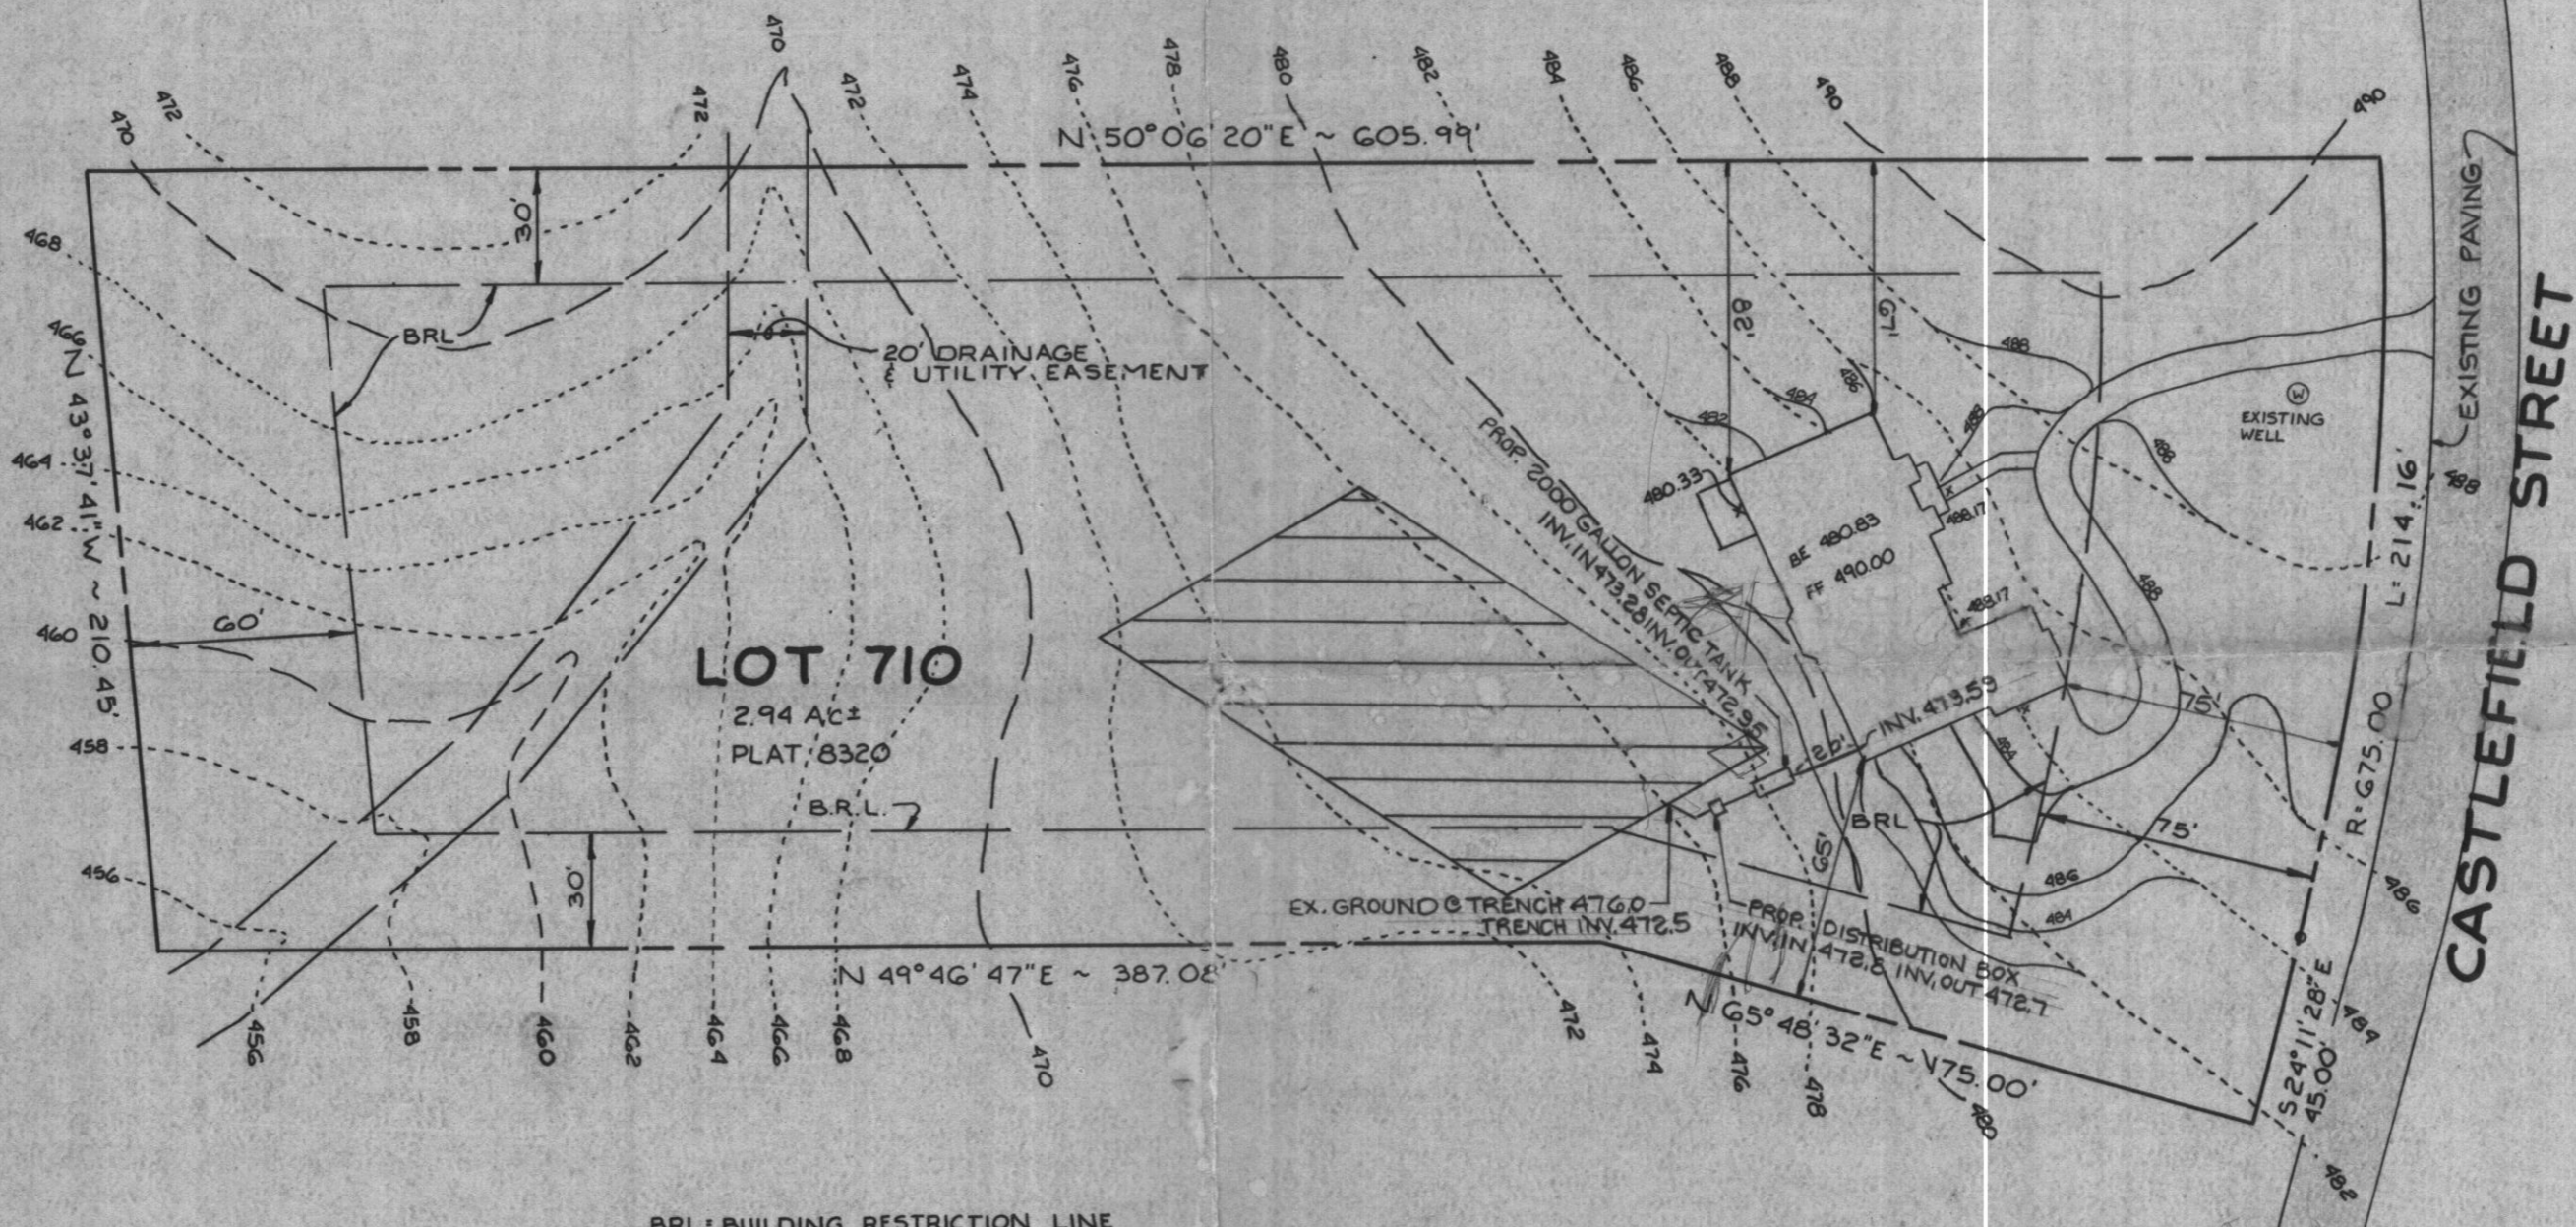 470
472
472
470
472
474
476
478
480
482
484
486
488
490
490
N 50°06'20"E ~ 605.99'
468
466
464
462
460
458
456
N 43°37'41"W ~ 210.45'
30'
BRL
20' DRAINAGE
& UTILITY EASEMENT
60'
LOT 710
2.94 AC±
PLAT 8320
B.R.L.
30'
N 49°46'47"E ~ 387.08'
456
458
460
462
464
466
468
470
472
474
476
478
480
82'
67'
482
484
486
488
488
488
488
480.33
BE 480.83
FF 490.00
488.17
488.17
PROP. 2000 GALLON SEPTIC TANK
INV. IN 473.28 INV. OUT 472.95
INV. 473.59
20'
484
75'
75'
65'
BRL
486
484
EX. GROUND @ TRENCH 476.0
TRENCH INV. 472.5
PROP. DISTRIBUTION BOX
INV. IN 472.8 INV. OUT 472.7
N 65°48'32"E ~ 175.00'
EXISTING
WELL
W
EXISTING PAVING
488
L= 214.16'
R= 675.00
486
484
482
S 24°11'28"E
45.00'
CASTLEFIELD STREET
BRL = BUILDING RESTRICTION LINE